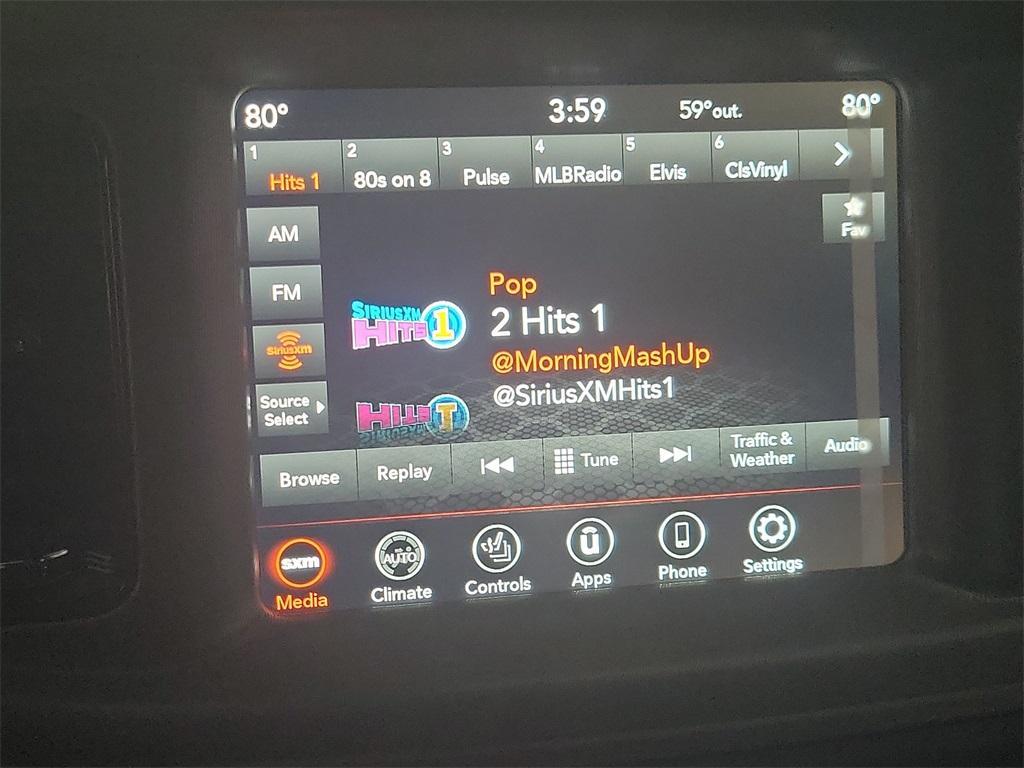 80° 3:59 59°out. 80°
1 2 3 4 5 6
Hits 1 80s on 8 Pulse MLBRadio Elvis ClsVinyl
Fav
AM
FM
SiriusXM
Source
Select
SIRIUSXM
HITS 1
Pop
2 Hits 1
@MorningMashUp
@SiriusXMHits1
Browse Replay Tune Traffic &
Weather Audio
sxm AUTO u
Media Climate Controls Apps Phone Settings